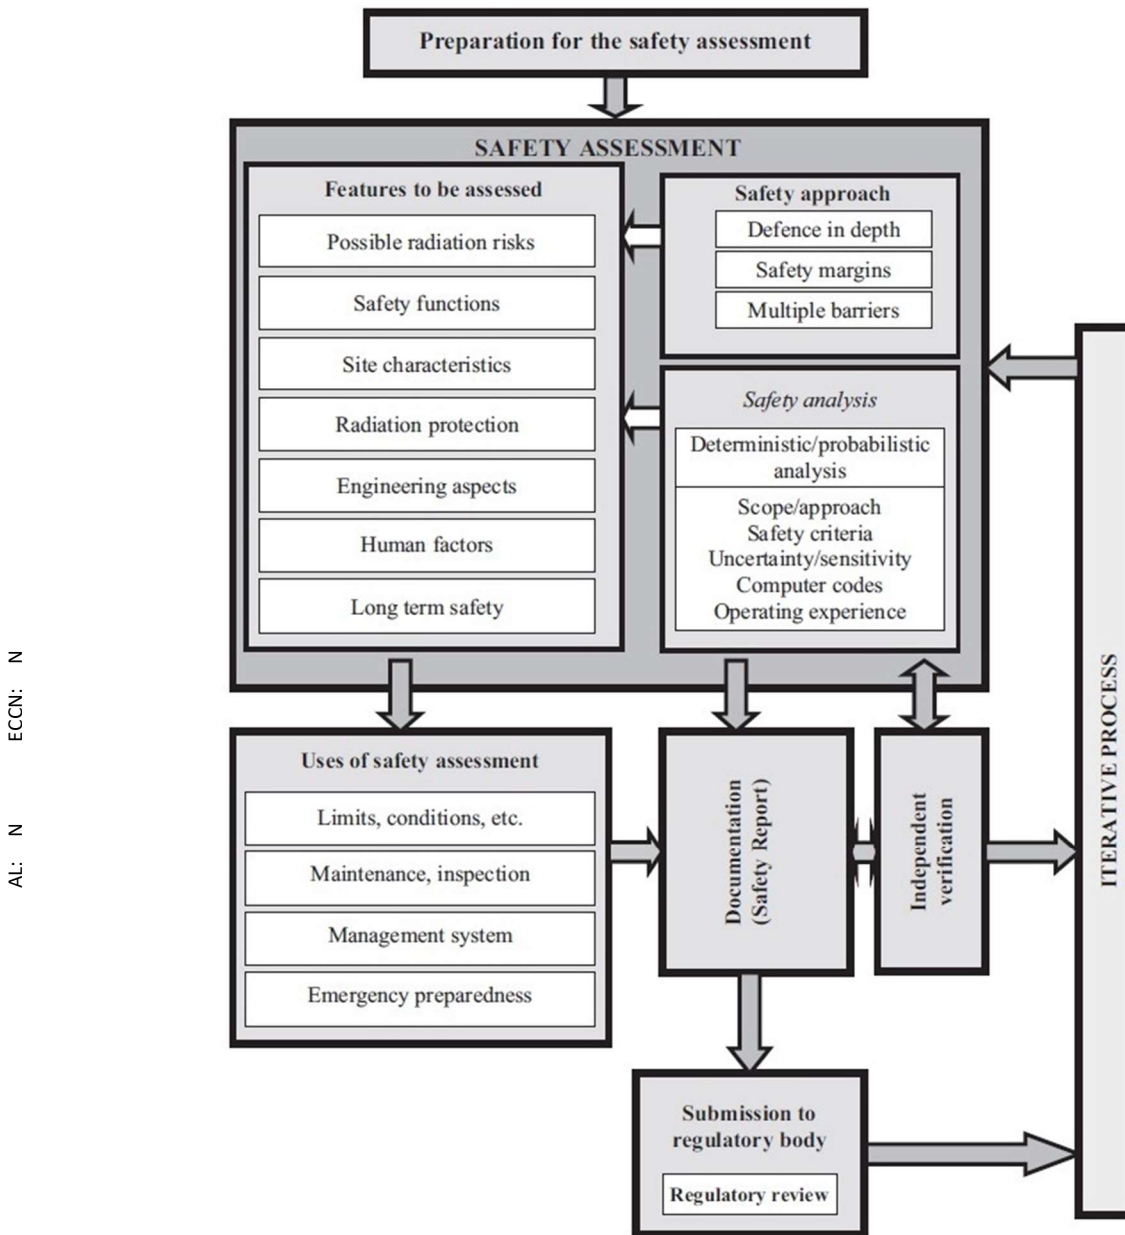 Preparation for the safety assessment
SAFETY ASSESSMENT
Features to be assessed
Possible radiation risks
Safety functions
Site characteristics
Radiation protection
Engineering aspects
Human factors
Long term safety
Safety approach
Defence in depth
Safety margins
Multiple barriers
Safety analysis
Deterministic/probabilistic
analysis
Scope/approach
Safety criteria
Uncertainty/sensitivity
Computer codes
Operating experience
Uses of safety assessment
Limits, conditions, etc.
Maintenance, inspection
Management system
Emergency preparedness
Documentation
(Safety Report)
Independent
verification
Submission to
regulatory body
Regulatory review
ITERATIVE PROCESS
AL: N ECCN: N